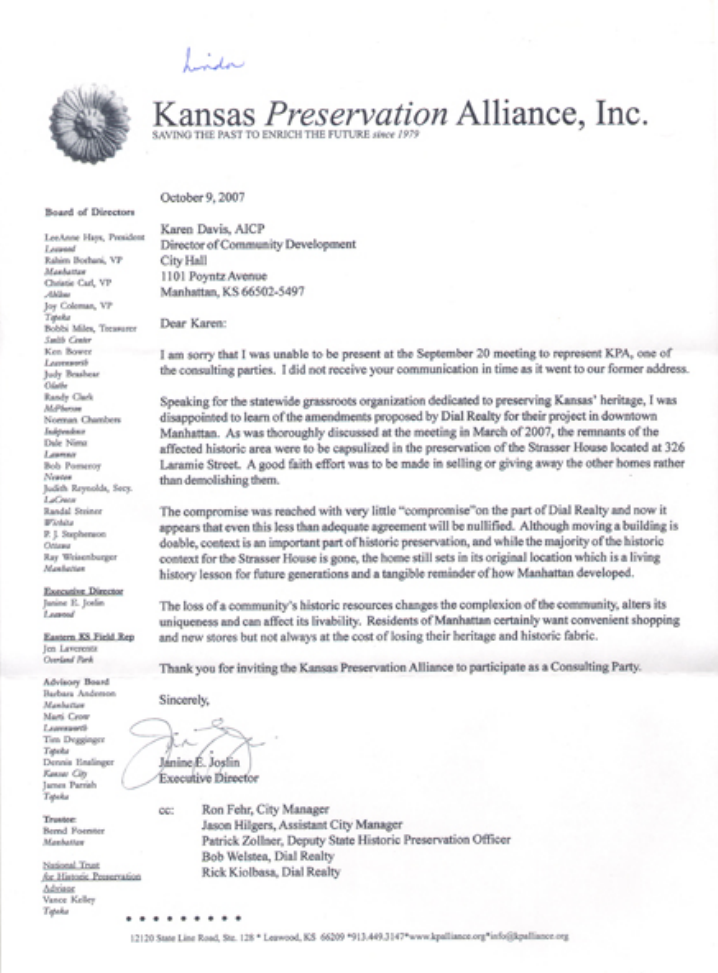 Linda
Kansas Preservation Alliance, Inc.
SAVING THE PAST TO ENRICH THE FUTURE since 1979
October 9, 2007
Karen Davis, AICP
Director of Community Development
City Hall
1101 Poyntz Avenue
Manhattan, KS 66502-5497
Dear Karen:
I am sorry that I was unable to be present at the September 20 meeting to represent KPA, one of
the consulting parties. I did not receive your communication in time as it went to our former address.
Speaking for the statewide grassroots organization dedicated to preserving Kansas' heritage, I was
disappointed to learn of the amendments proposed by Dial Realty for their project in downtown
Manhattan. As was thoroughly discussed at the meeting in March of 2007, the remnants of the
affected historic area were to be capsulized in the preservation of the Strasser House located at 326
Laramie Street. A good faith effort was to be made in selling or giving away the other homes rather
than demolishing them.
The compromise was reached with very little "compromise"on the part of Dial Realty and now it
appears that even this less than adequate agreement will be nullified. Although moving a building is
doable, context is an important part of historic preservation, and while the majority of the historic
context for the Strasser House is gone, the home still sets in its original location which is a living
history lesson for future generations and a tangible reminder of how Manhattan developed.
The loss of a community's historic resources changes the complexion of the community, alters its
uniqueness and can affect its livability. Residents of Manhattan certainly want convenient shopping
and new stores but not always at the cost of losing their heritage and historic fabric.
Thank you for inviting the Kansas Preservation Alliance to participate as a Consulting Party.
Sincerely,
Janine E. Joslin
Executive Director
cc: Ron Fehr, City Manager
Jason Hilgers, Assistant City Manager
Patrick Zollner, Deputy State Historic Preservation Officer
Bob Welstea, Dial Realty
Rick Kiolbasa, Dial Realty
Board of Directors
LeeAnne Hays, President
Leawood
Rahim Borhani, VP
Manhattan
Christie Carl, VP
Abilene
Joy Coleman, VP
Topeka
Bobbi Miles, Treasurer
Smith Center
Ken Bower
Leavenworth
Judy Brashear
Olathe
Randy Clark
McPherson
Norman Chambers
Independence
Dale Nimz
Lawrence
Bob Pomeroy
Newton
Judith Reynolds, Secy.
LaCrosse
Randal Steiner
Wichita
P. J. Stephenson
Ottawa
Ray Weisenburger
Manhattan
Executive Director
Janine E. Joslin
Leawood
Eastern KS Field Rep
Jen Laverentz
Overland Park
Advisory Board
Barbara Anderson
Manhattan
Marti Crow
Leavenworth
Tim Degginger
Topeka
Dennis Enslinger
Kansas City
James Parrish
Topeka
Trustee:
Bernd Foerster
Manhattan
National Trust
for Historic Preservation
Advisor
Vance Kelley
Topeka
12120 State Line Road, Ste. 128 * Leawood, KS 66209 *913.449.3147*www.kpalliance.org*info@kpalliance.org